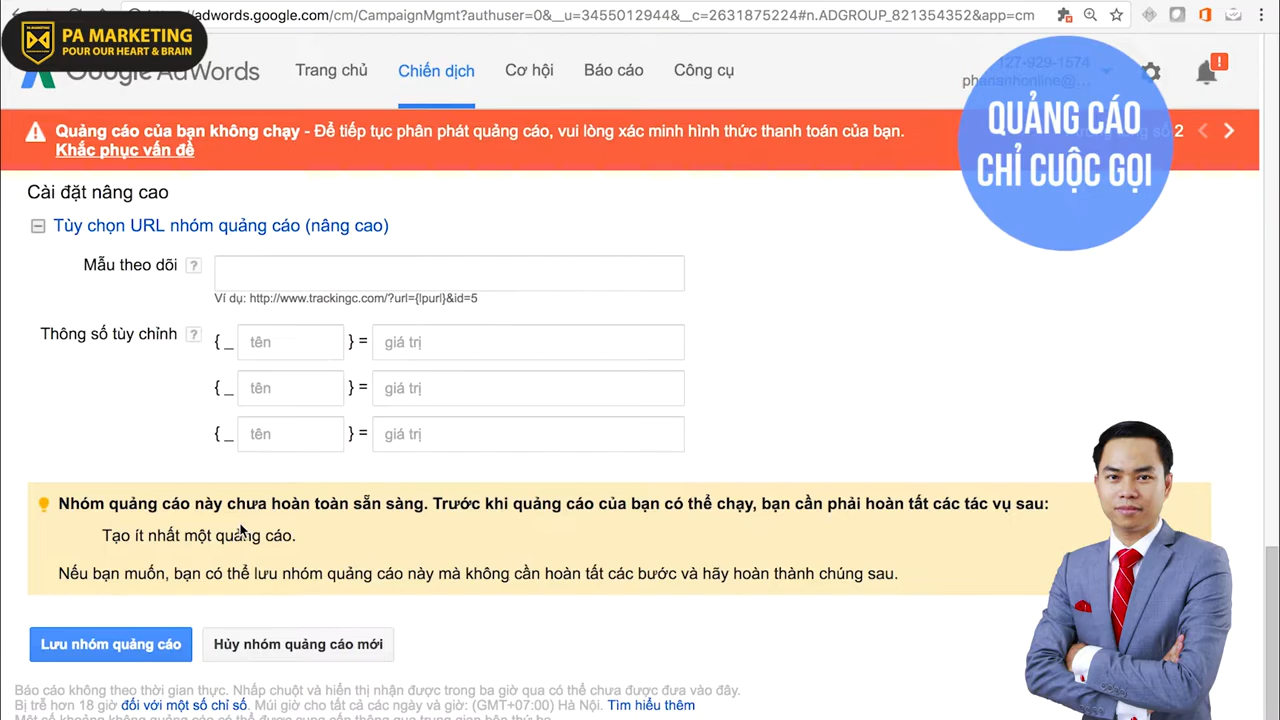 adwords.google.com/cm/CampaignMgmt?authuser=0&__u=3455012944&__c=2631175224#n.ADGROUP_821354352&app=cm
PA MARKETING
POUR OUR HEART & BRAIN
Google AdWords
Trang chủ
Chiến dịch
Cơ hội
Báo cáo
Công cụ
127-929-1574
phananhonline@...
!
QUẢNG CÁO
CHỈ CUỘC GỌI
Quảng cáo của bạn không chạy - Để tiếp tục phân phát quảng cáo, vui lòng xác minh hình thức thanh toán của bạn.
số 2
Khắc phục vấn đề
Cài đặt nâng cao
Tùy chọn URL nhóm quảng cáo (nâng cao)
Mẫu theo dõi ?
Ví dụ: http://www.trackingc.com/?url={lpurl}&id=5
Thông số tùy chỉnh ? { _ tên } = giá trị
{ _ tên } = giá trị
{ _ tên } = giá trị
Nhóm quảng cáo này chưa hoàn toàn sẵn sàng. Trước khi quảng cáo của bạn có thể chạy, bạn cần phải hoàn tất các tác vụ sau:
Tạo ít nhất một quảng cáo.
Nếu bạn muốn, bạn có thể lưu nhóm quảng cáo này mà không cần hoàn tất các bước và hãy hoàn thành chúng sau.
Lưu nhóm quảng cáo
Hủy nhóm quảng cáo mới
Báo cáo không theo thời gian thực. Nhấp chuột và hiển thị nhận được trong ba giờ qua có thể chưa được đưa vào đây.
Bị trễ hơn 18 giờ đối với một số chỉ số. Múi giờ cho tất cả các ngày và giờ: (GMT+07:00) Hà Nội. Tìm hiểu thêm